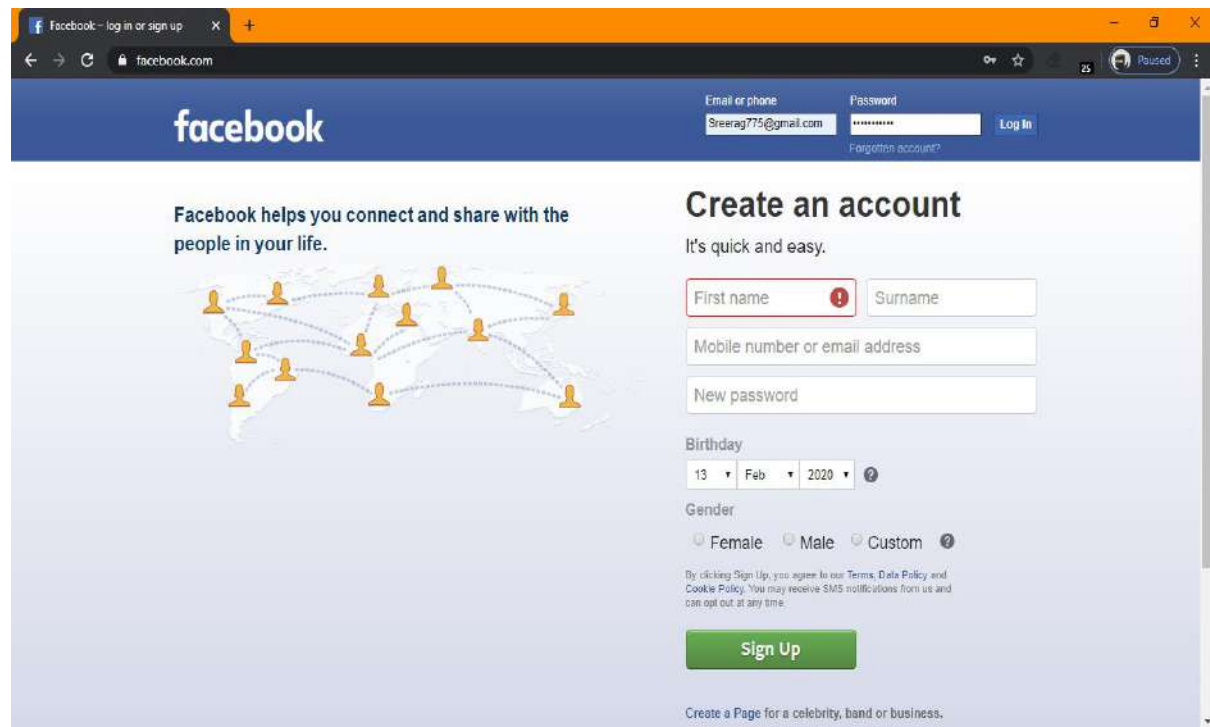 Facebook – log in or sign up
facebook.com
25
Paused
facebook
Email or phone
Password
Sreerag775@gmail.com
Log In
Forgotten account?
Facebook helps you connect and share with the
people in your life.
Create an account
It's quick and easy.
First name
Surname
Mobile number or email address
New password
Birthday
13 Feb 2020
Gender
Female Male Custom
By clicking Sign Up, you agree to our Terms, Data Policy and
Cookie Policy. You may receive SMS notifications from us and
can opt out at any time
Sign Up
Create a Page for a celebrity, band or business.